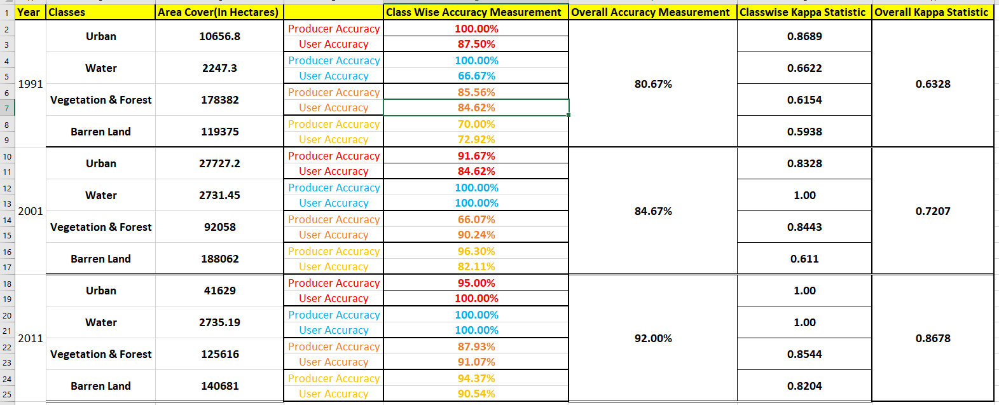 1 Year Classes Area Cover(In Hectares) Class Wise Accuracy Measurement Overall Accuracy Measurement Classwise Kappa Statistic Overall Kappa Statistic
2 Urban 10656.8 Producer Accuracy 100.00% 80.67% 0.8689 0.6328
3 User Accuracy 87.50%
4 Water 2247.3 Producer Accuracy 100.00% 0.6622
5 User Accuracy 66.67%
1991
6 Vegetation & Forest 178382 Producer Accuracy 85.56% 0.6154
7 User Accuracy 84.62%
8 Barren Land 119375 Producer Accuracy 70.00% 0.5938
9 User Accuracy 72.92%
10 Urban 27727.2 Producer Accuracy 91.67% 84.67% 0.8328 0.7207
11 User Accuracy 84.62%
12 Water 2731.45 Producer Accuracy 100.00% 1.00
13 User Accuracy 100.00%
2001
14 Vegetation & Forest 92058 Producer Accuracy 66.07% 0.8443
15 User Accuracy 90.24%
16 Barren Land 188062 Producer Accuracy 96.30% 0.611
17 User Accuracy 82.11%
18 Urban 41629 Producer Accuracy 95.00% 92.00% 1.00 0.8678
19 User Accuracy 100.00%
20 Water 2735.19 Producer Accuracy 100.00% 1.00
21 User Accuracy 100.00%
2011
22 Vegetation & Forest 125616 Producer Accuracy 87.93% 0.8544
23 User Accuracy 91.07%
24 Barren Land 140681 Producer Accuracy 94.37% 0.8204
25 User Accuracy 90.54%